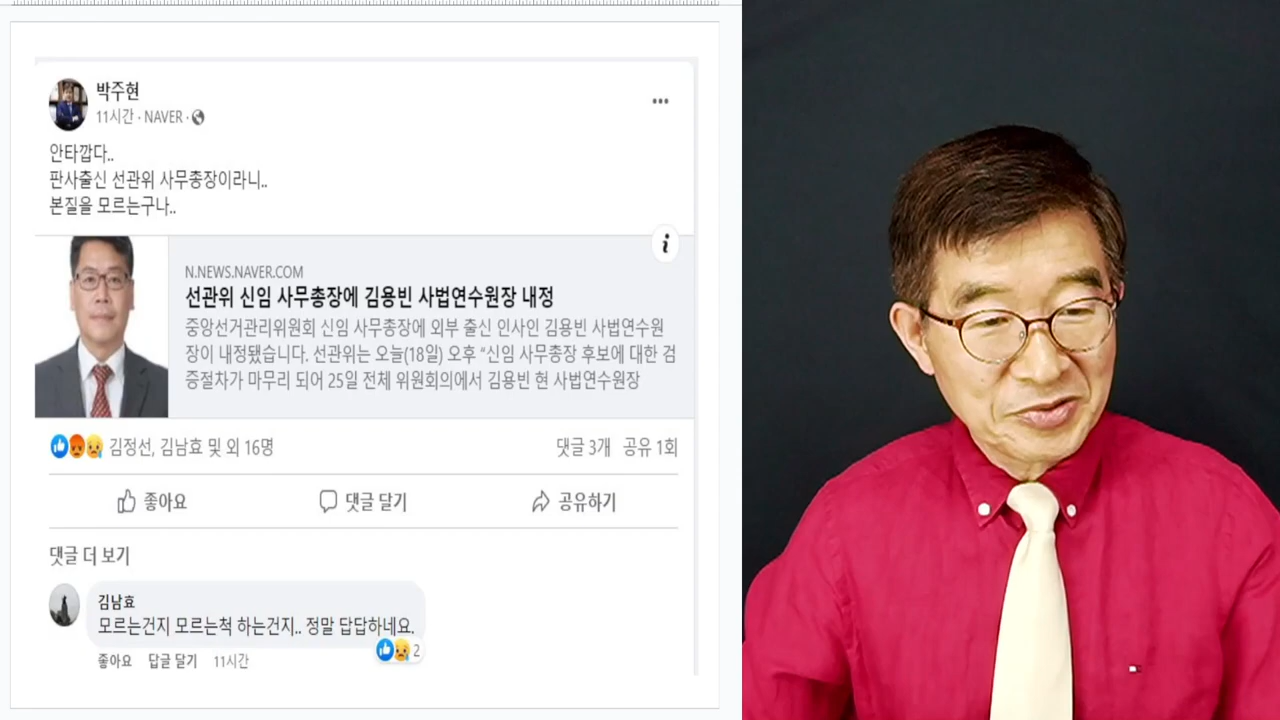 박주현
11시간 · NAVER ·
안타깝다..
판사출신 선관위 사무총장이라니..
본질을 모르는구나..
N.NEWS.NAVER.COM
선관위 신임 사무총장에 김용빈 사법연수원장 내정
중앙선거관리위원회 신임 사무총장에 외부 출신 인사인 김용빈 사법연수원
장이 내정됐습니다. 선관위는 오늘(18일) 오후 “신임 사무총장 후보에 대한 검
증절차가 마무리 되어 25일 전체 위원회의에서 김용빈 현 사법연수원장
김정선, 김남효 및 외 16명 댓글 3개 공유 1회
좋아요 댓글 달기 공유하기
댓글 더 보기
김남효
모르는건지 모르는척 하는건지.. 정말 답답하네요.
2
좋아요 답글 달기 11시간